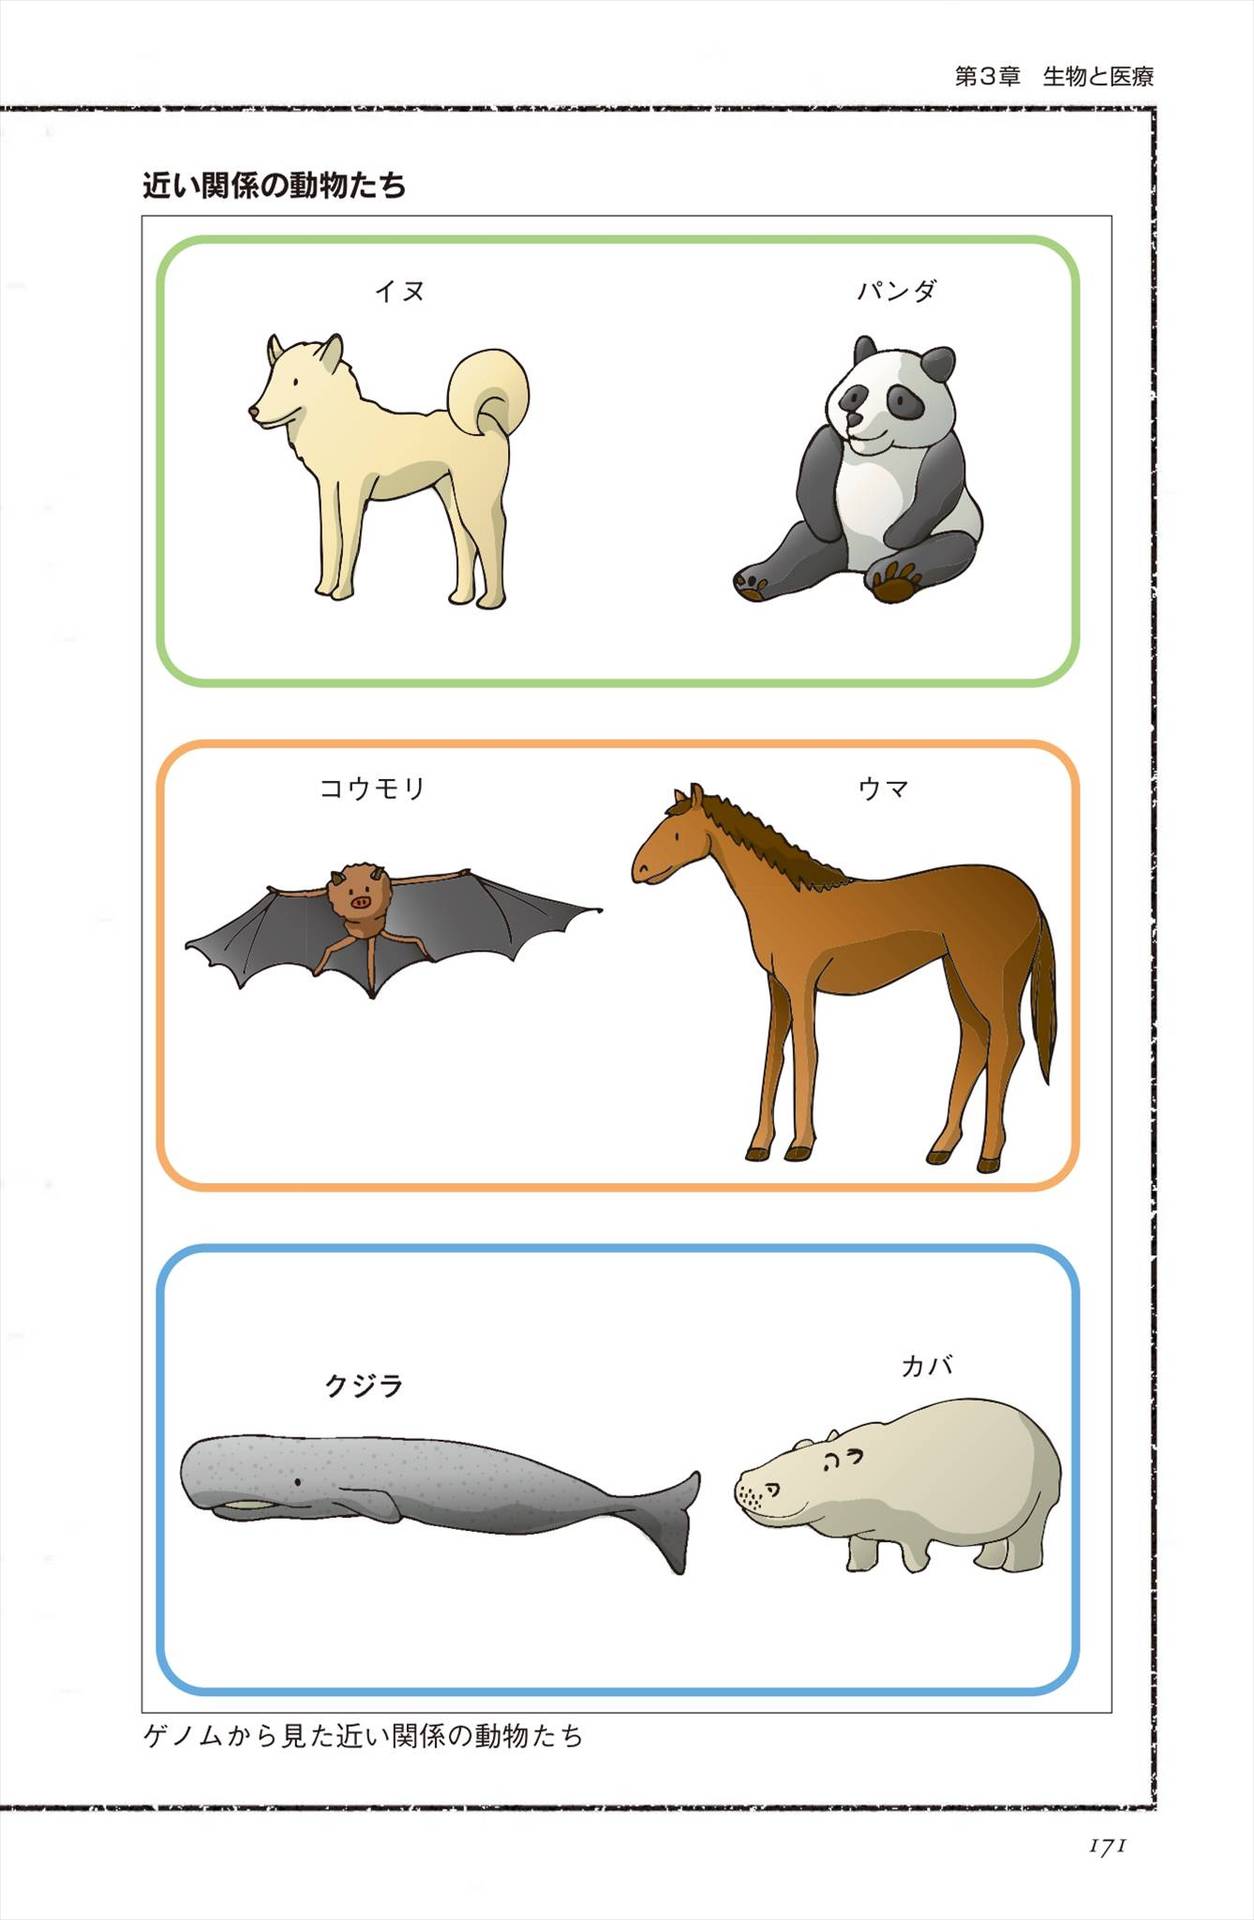 第3章　生物と医療
近い関係の動物たち
イヌ
パンダ
コウモリ
ウマ
クジラ
カバ
ゲノムから見た近い関係の動物たち
171